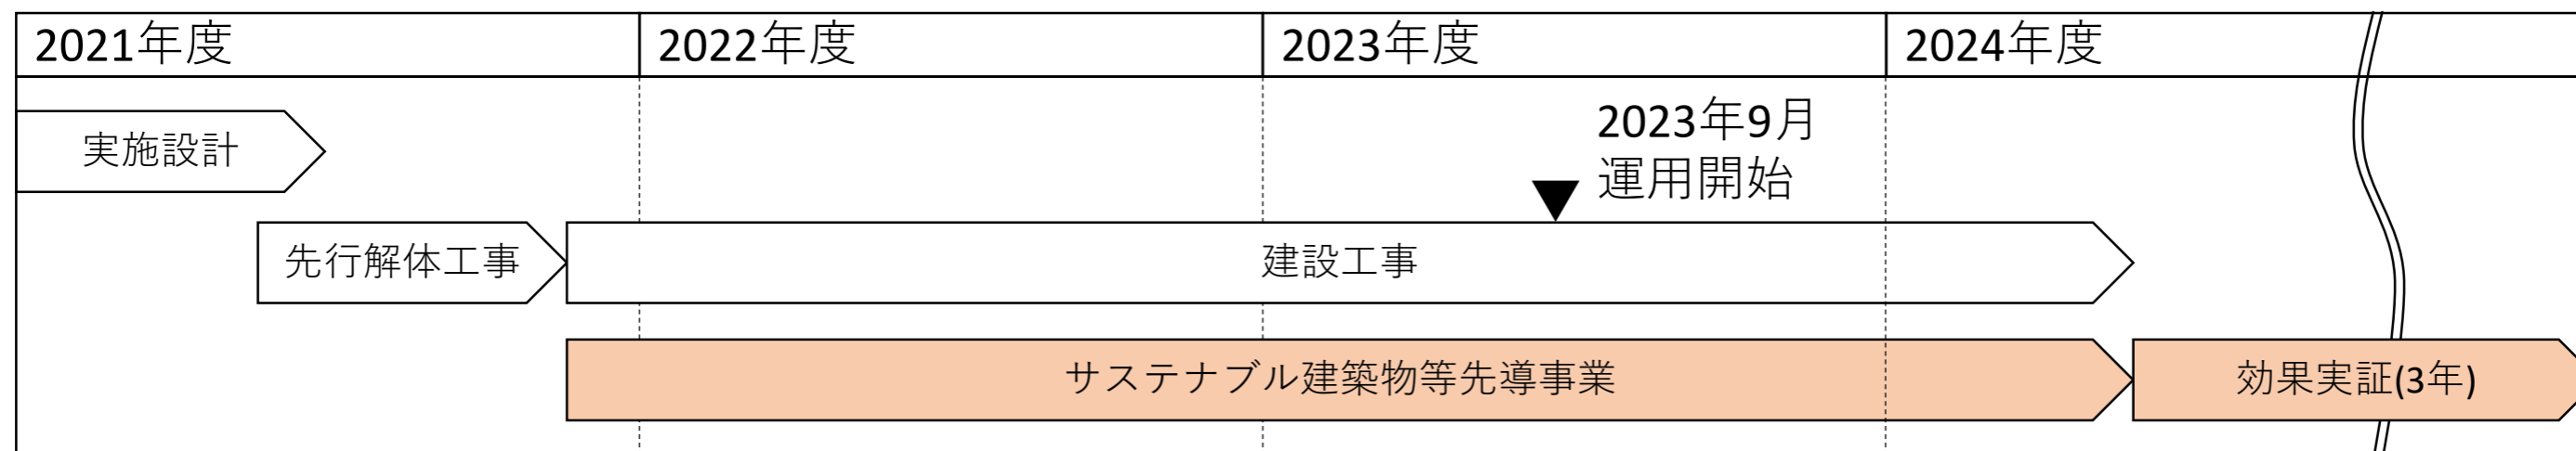 2021年度
2022年度
2023年度
2024年度
実施設計
2023年9月
運用開始
先行解体工事
建設工事
サステナブル建築物等先導事業
効果実証(3年)